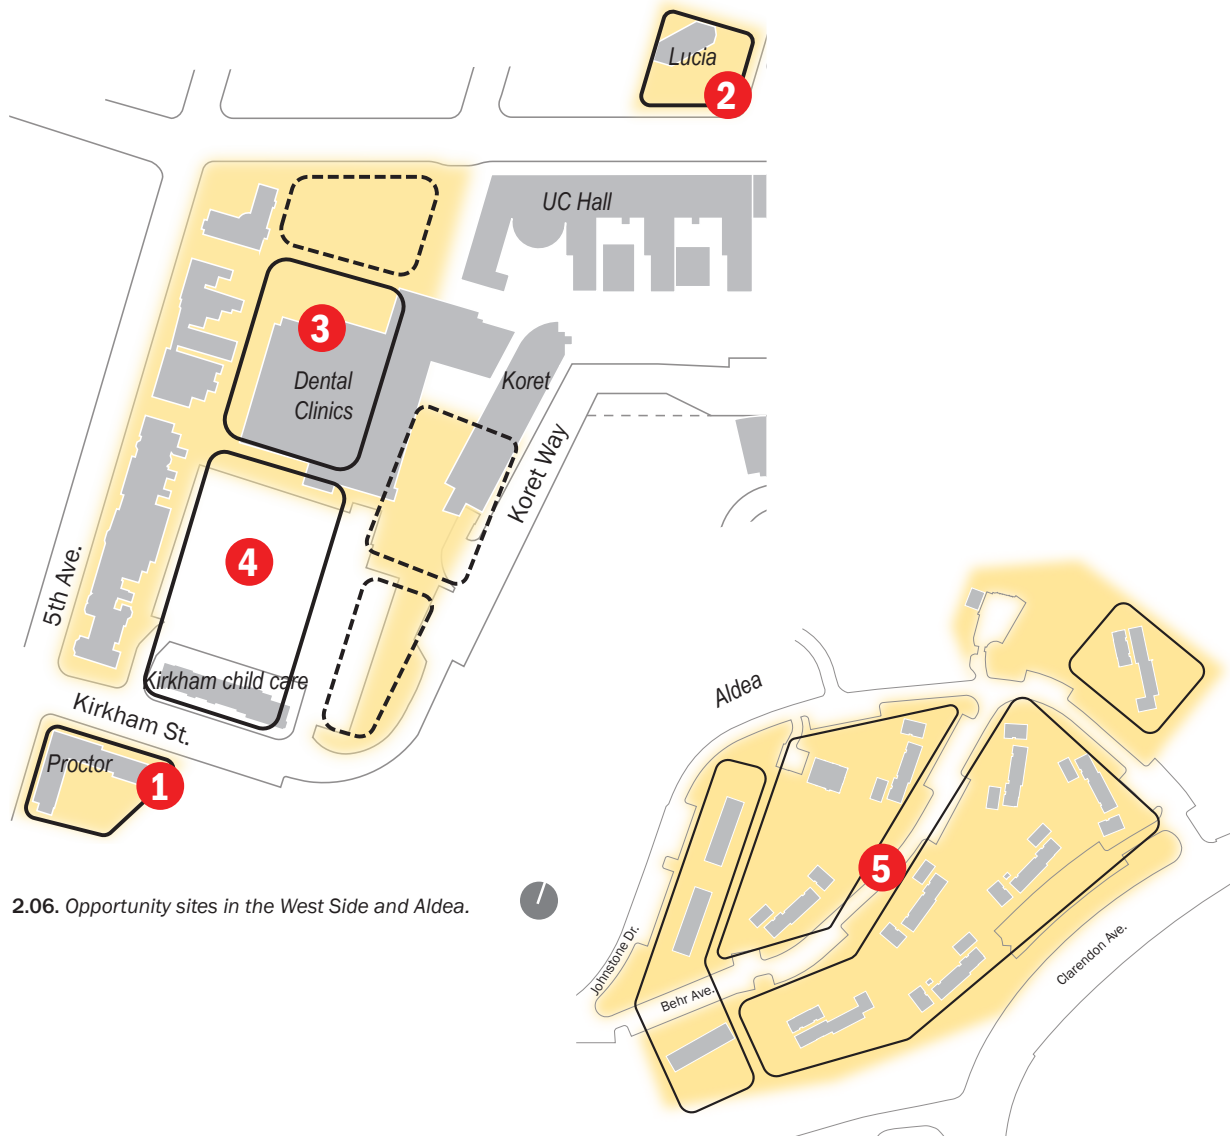 Lucia
2
UC Hall
3
Dental
Clinics
Koret
Koret Way
4
5th Ave.
Kirkham child care
Kirkham St.
Proctor
1
Aldea
5
2.06. Opportunity sites in the West Side and Aldea.
Johnstone Dr.
Behr Ave.
Clarendon Ave.